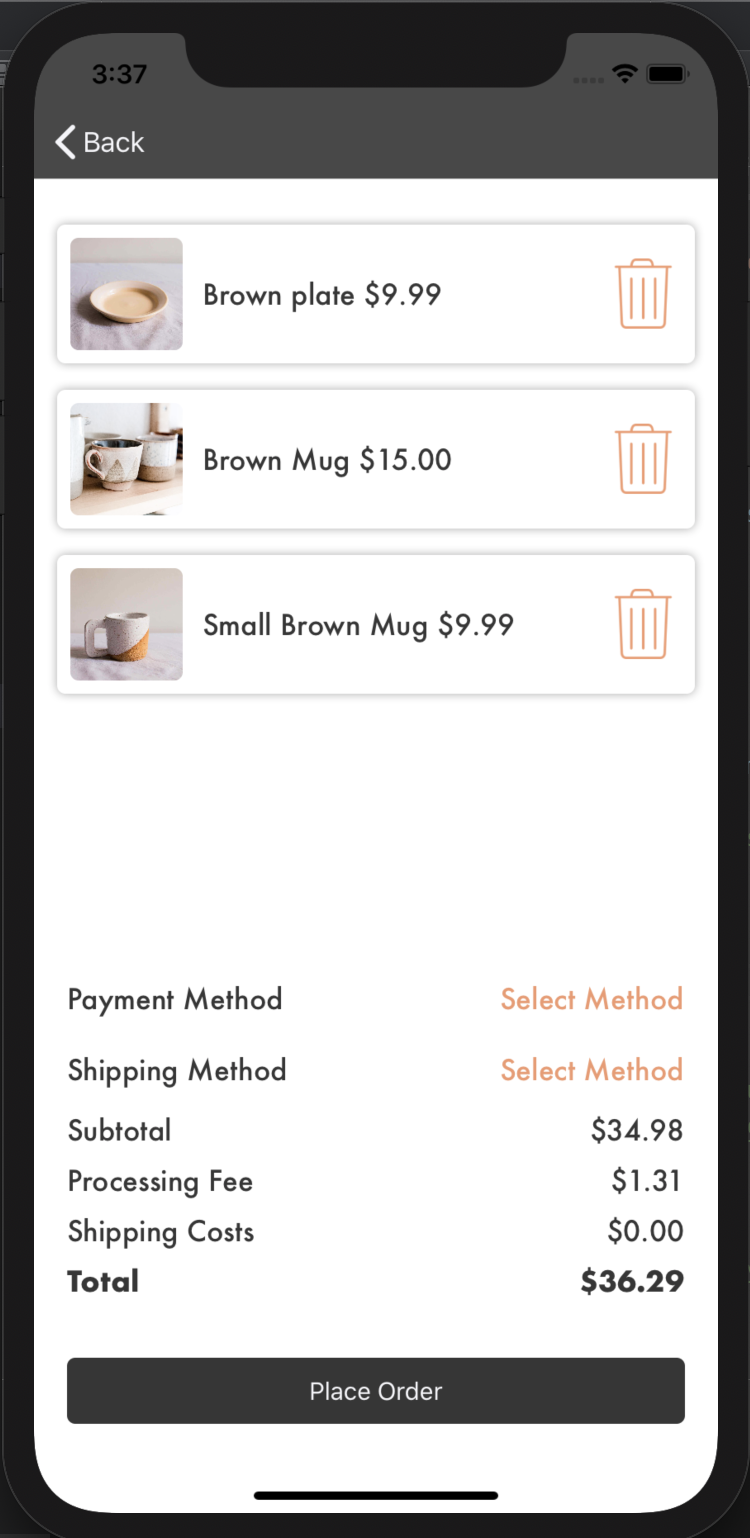 3:37
Back
Brown plate $9.99
Brown Mug $15.00
Small Brown Mug $9.99
Payment Method Select Method
Shipping Method Select Method
Subtotal $34.98
Processing Fee $1.31
Shipping Costs $0.00
Total $36.29
Place Order